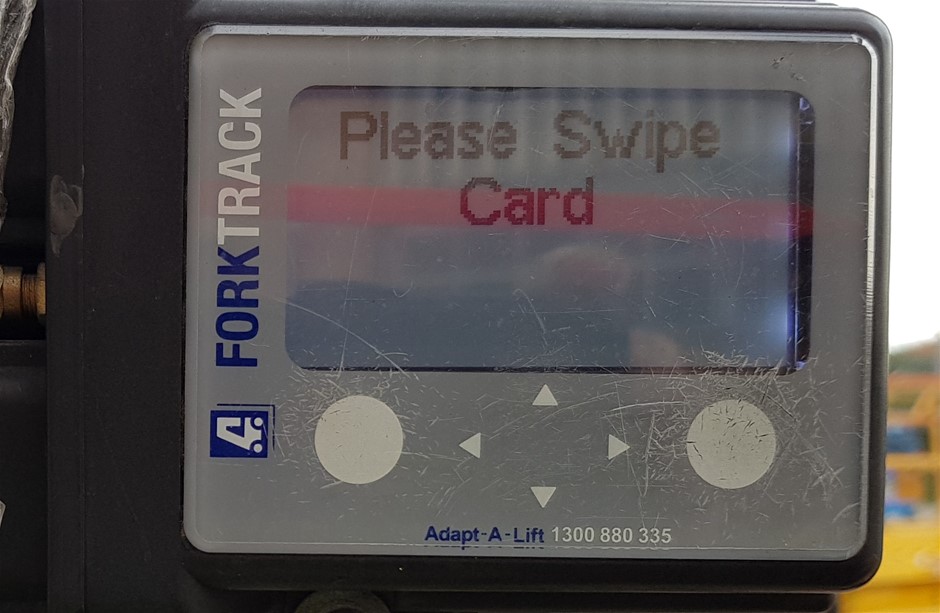 Please Swipe
Card
FORKTRACK
Adapt-A-Lift 1300 880 335